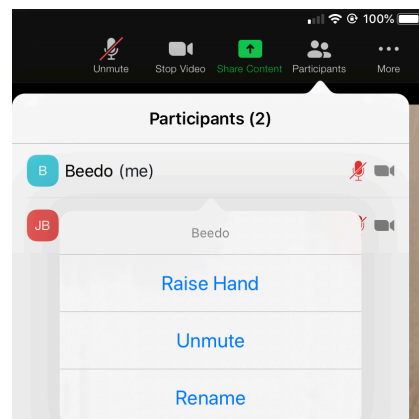 100%
Unmute Stop Video Share Content Participants More
Participants (2)
B Beedo (me)
JB
Beedo
Raise Hand
Unmute
Rename